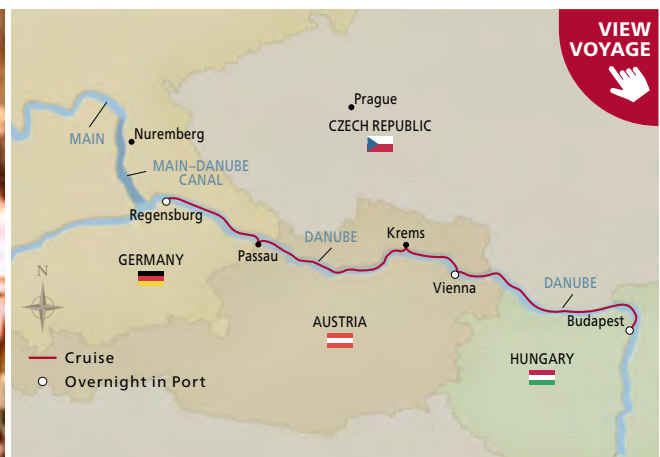 VIEW
VOYAGE
Prague
CZECH REPUBLIC
MAIN
Nuremberg
MAIN–DANUBE
CANAL
Regensburg
Passau
DANUBE
Krems
GERMANY
N
Vienna
DANUBE
Budapest
AUSTRIA
HUNGARY
Cruise
Overnight in Port